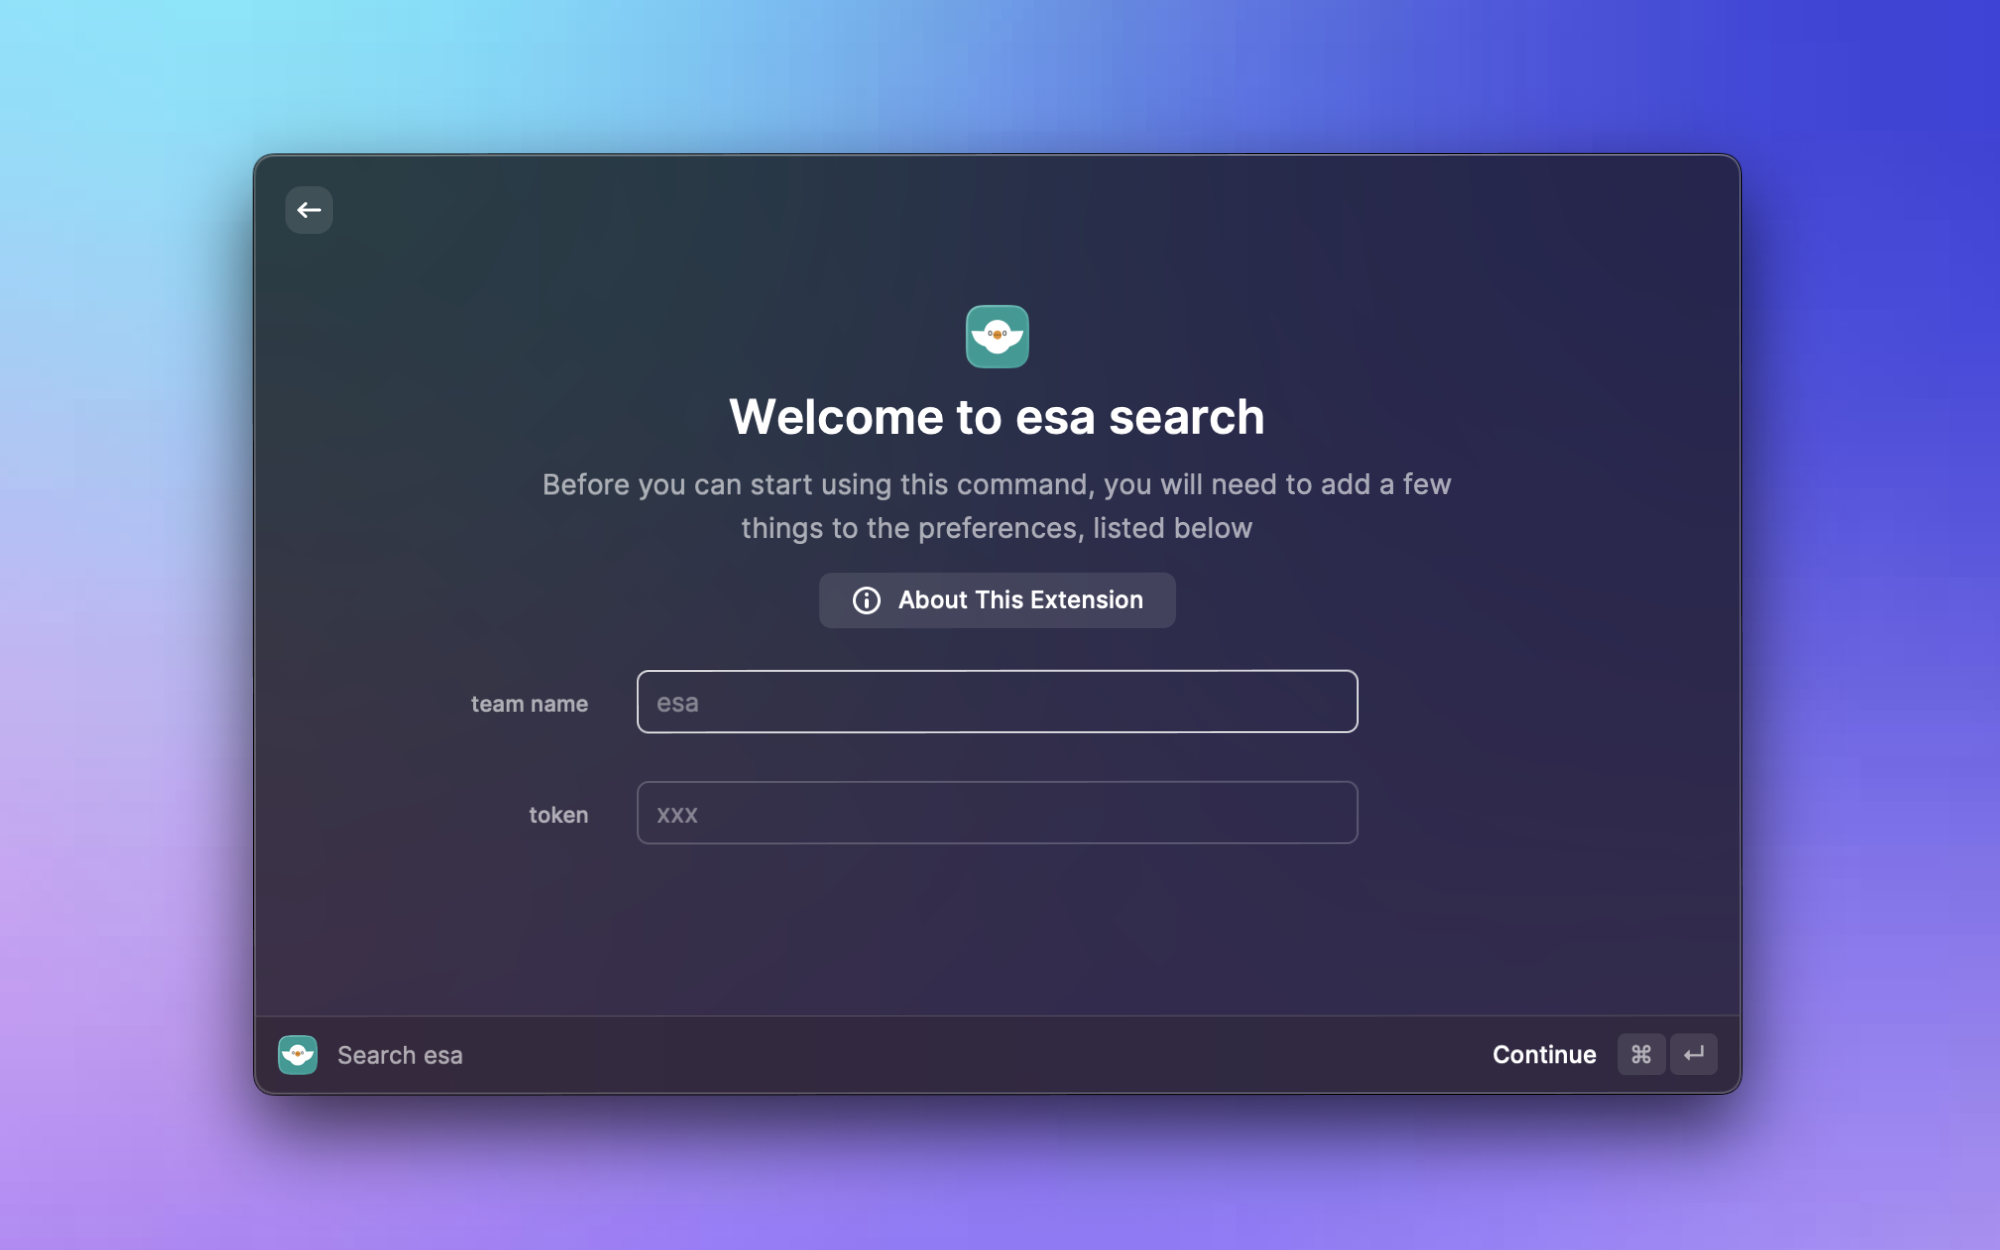 Welcome to esa search
Before you can start using this command, you will need to add a few
things to the preferences, listed below
About This Extension
team name
esa
token
xxx
Search esa
Continue ⌘ ↵